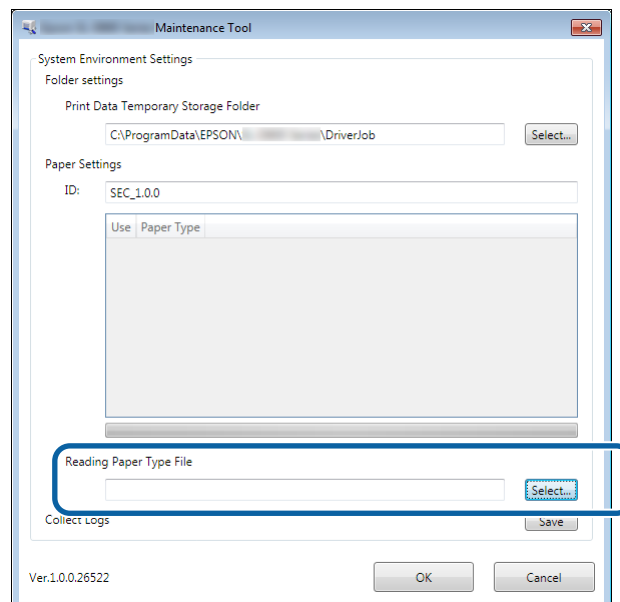 Maintenance Tool
System Environment Settings
Folder settings
Print Data Temporary Storage Folder
C:\ProgramData\EPSON\ \DriverJob
Select...
Paper Settings
ID:
SEC_1.0.0
Use Paper Type
Reading Paper Type File
Select...
Collect Logs
Save
Ver.1.0.0.26522
OK
Cancel